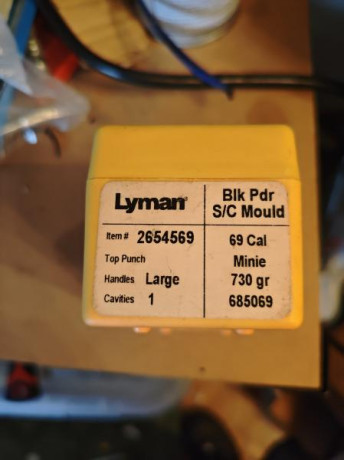 Lyman®
Item # 2654569
Top Punch
Handles Large
Cavities 1
Blk Pdr
S/C Mould
69 Cal
Minie
730 gr
685069